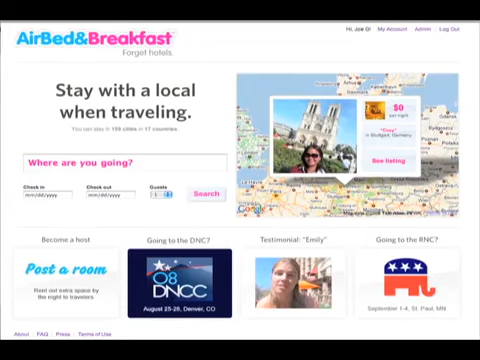 AirBed&Breakfast
Forget hotels.
Hi, Joe G! My Account Admin Log Out
Stay with a local
when traveling.
You can stay in 159 cities in 17 countries.
Where are you going?
Check in Check out Guests
mm/dd/yyyy mm/dd/yyyy 1 Search
$0
per night
"Cosy"
in Stuttgart, Germany
See listing
Google
Become a host
Post a room
Rent out extra space by
the night to travelers.
Going to the DNC?
08
DNCC
August 25-28, Denver, CO
Testimonial: "Emily"
Going to the RNC?
September 1-4, St. Paul, MN
About FAQ Press Terms of Use